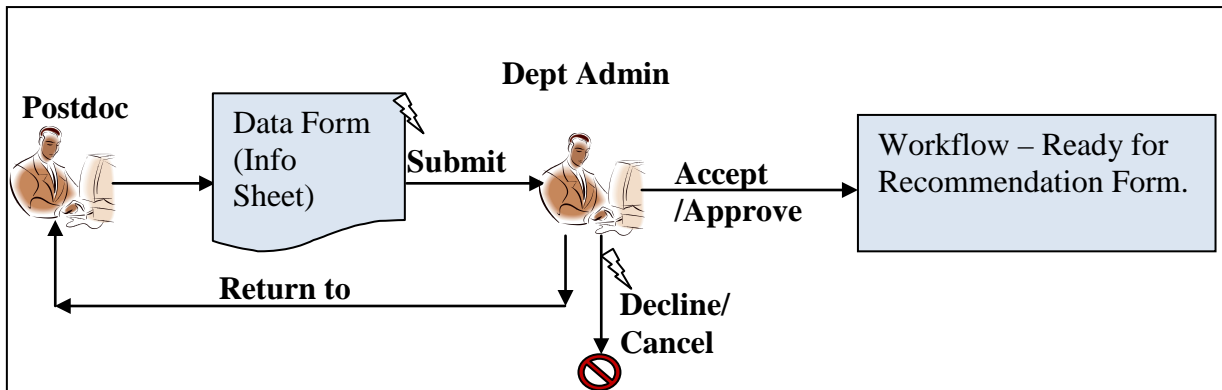 Dept Admin
Postdoc
Data Form
(Info
Sheet)
Submit
Accept
/Approve
Workflow – Ready for
Recommendation Form.
Return to
Decline/
Cancel